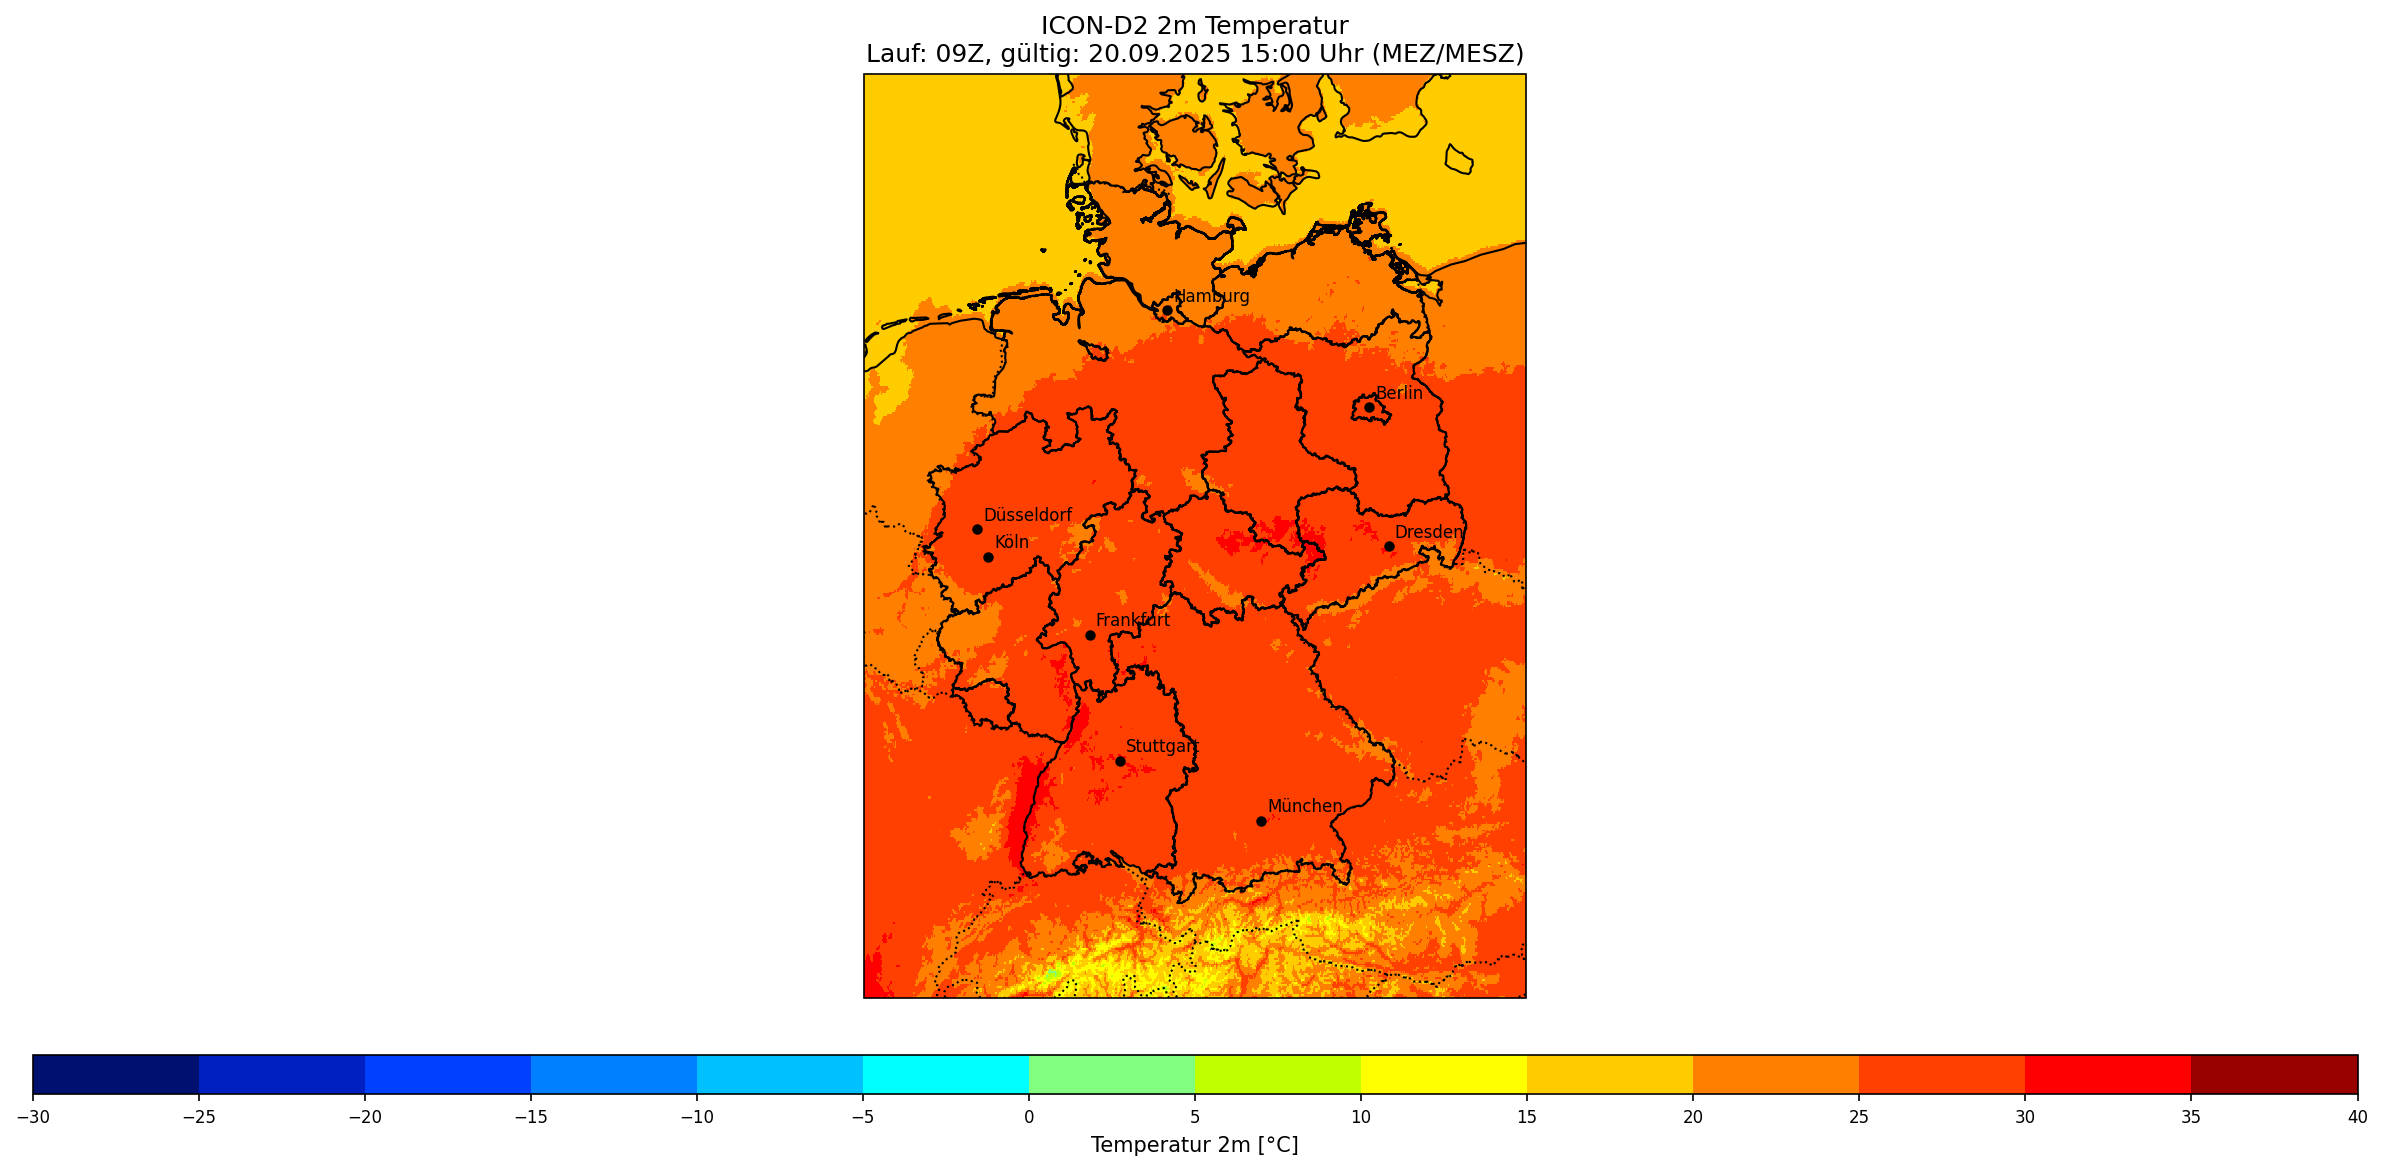 ICON-D2 2m Temperatur
Lauf: 09Z, gültig: 20.09.2025 15:00 Uhr (MEZ/MESZ)
Hamburg
Berlin
Düsseldorf
Dresden
Köln
Frankfurt
Stuttgart
München
−30 −25 −20 −15 −10 −5 0 5 10 15 20 25 30 35 40
Temperatur 2m [°C]